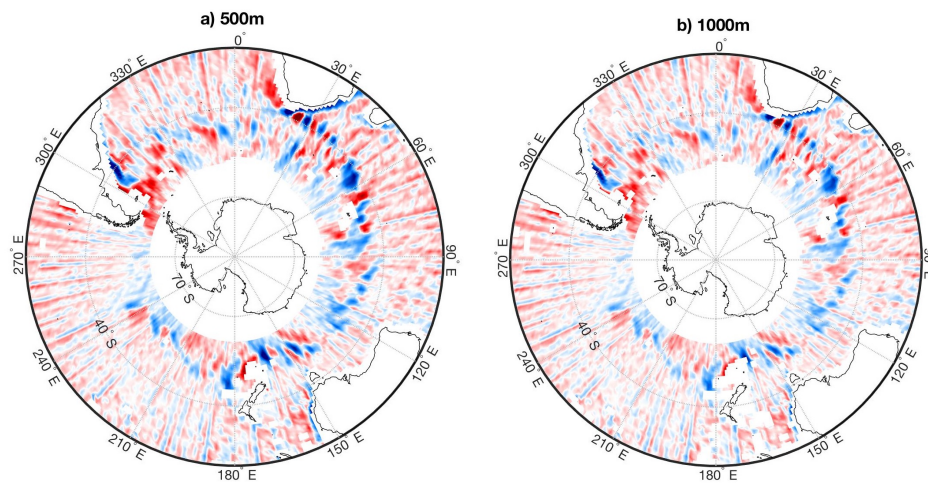 a) 500m
0° E
30° E
60° E
90° E
120° E
150° E
180° E
210° E
240° E
270° E
300° E
330° E
70° S
40° S
b) 1000m
0° E
30° E
60° E
120° E
150° E
180° E
210° E
240° E
270° E
300° E
330° E
70° S
40° S